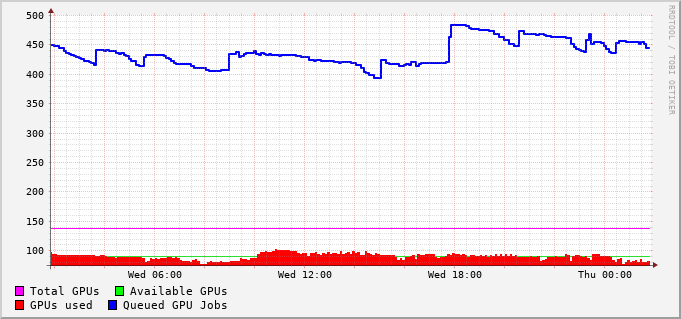 500
450
400
350
300
250
200
150
100
Wed 06:00 Wed 12:00 Wed 18:00 Thu 00:00
Total GPUs Available GPUs
GPUs used Queued GPU Jobs
RRDTOOL / TOBI OETIKER